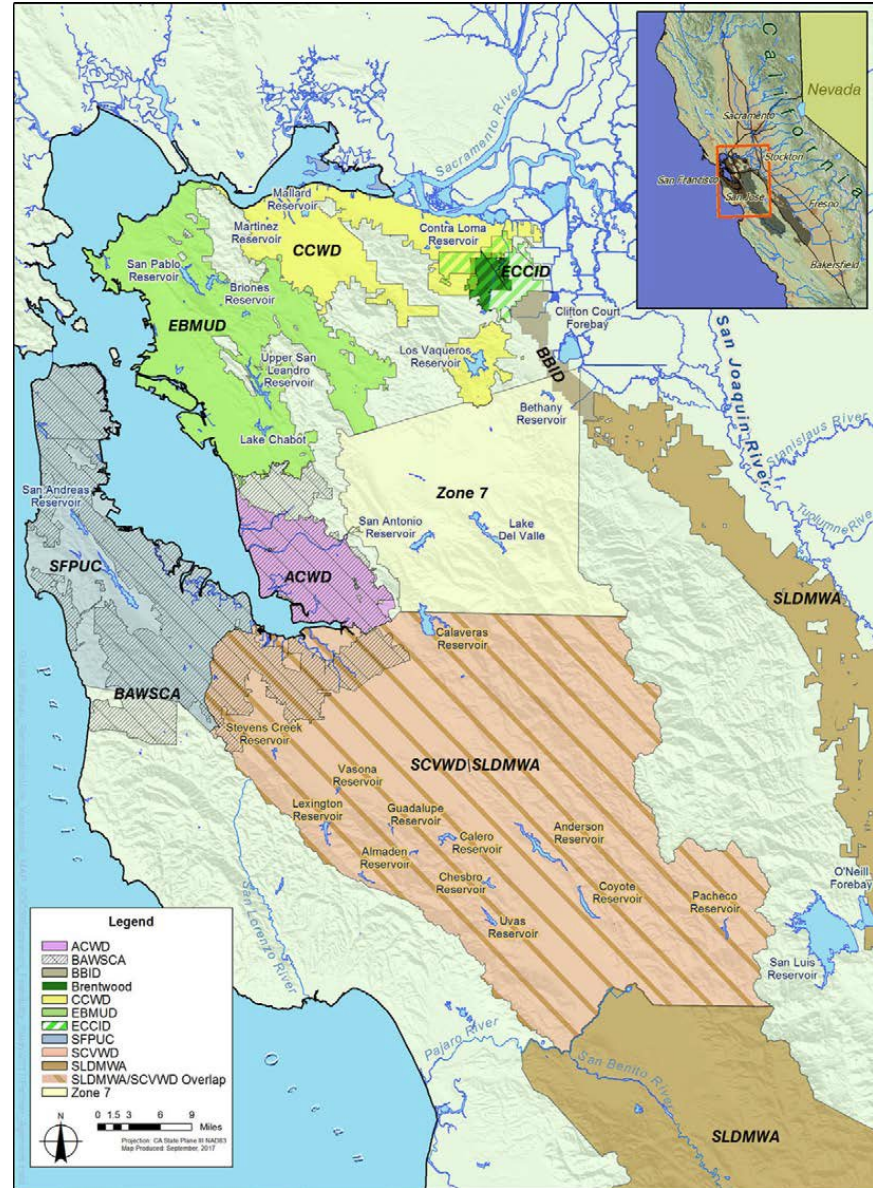 California
Nevada
Sacramento
Stockton
San Francisco
San Jose
Fresno
Bakersfield
Sacramento River
Mallard
Reservoir
Martinez
Reservoir
CCWD
Contra Loma
Reservoir
ECCID
San Pablo
Reservoir
Briones
Reservoir
EBMUD
Clifton Court
Forebay
Los Vaqueros
Reservoir
BBID
Upper San
Leandro
Reservoir
Bethany
Reservoir
San Joaquin River
Stanislaus River
Tuolumne River
Lake Chabot
Zone 7
San Andreas
Reservoir
San Antonio
Reservoir
Lake
Del Valle
SFPUC
ACWD
SLDMWA
Calaveras
Reservoir
BAWSCA
Pacific
Stevens Creek
Reservoir
SCVWD\SLDMWA
Vasona
Reservoir
Lexington
Reservoir
Guadalupe
Reservoir
Calero
Reservoir
Anderson
Reservoir
Almaden
Reservoir
Chesbro
Reservoir
Coyote
Reservoir
Pacheco
Reservoir
O'Neill
Forebay
Uvas
Reservoir
San Luis
Reservoir
San Lorenzo River
Pajaro River
San Benito River
Ocean
SLDMWA
Legend
ACWD
BAWSCA
BBID
Brentwood
CCWD
EBMUD
ECCID
SFPUC
SCVWD
SLDMWA
SLDMWA/SCVWD Overlap
Zone 7
N
0 1.5 3 6 9
Miles
Projection: CA State Plane III NAD83
Map Produced: September, 2017